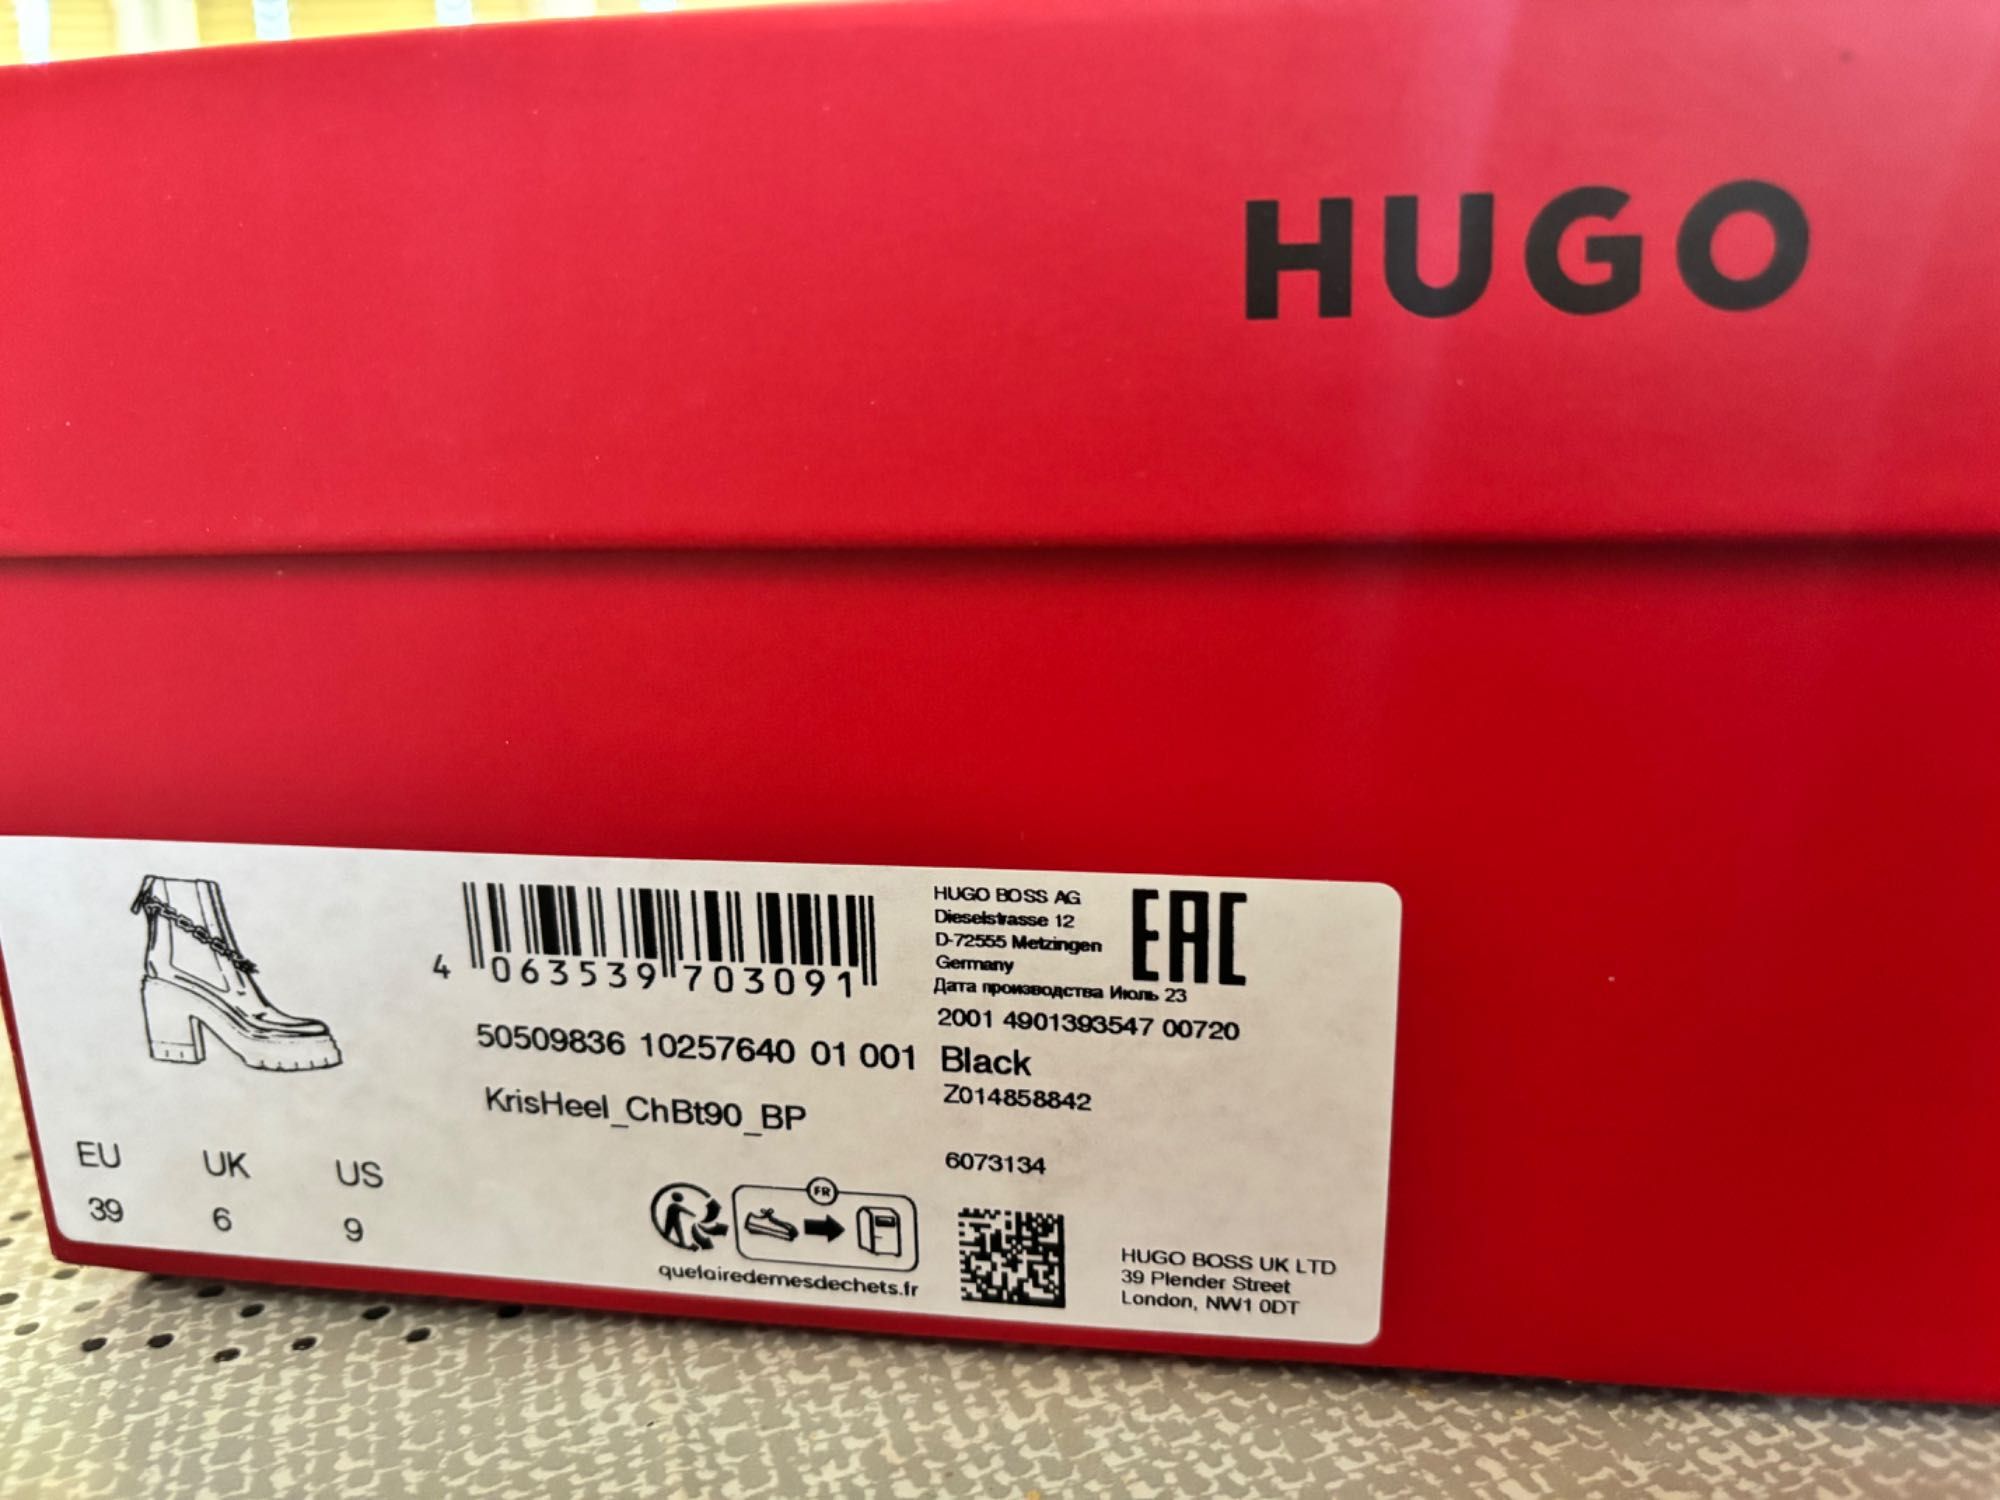 HUGO
4 063539 703091
50509836 10257640 01 001
KrisHeel_ChBt90_BP
EU UK US
39 6 9
FR
quefairedemesdechets.fr
HUGO BOSS AG
Dieselstrasse 12
D-72555 Metzingen
Germany
EAC
Дата производства Июль 23
2001 4901393547 00720
Black
Z014858842
6073134
HUGO BOSS UK LTD
39 Plender Street
London, NW1 0DT